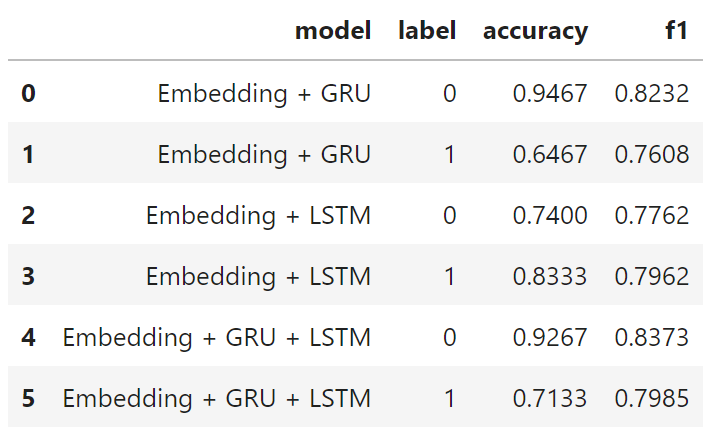 model label accuracy f1
0 Embedding + GRU 0 0.9467 0.8232
1 Embedding + GRU 1 0.6467 0.7608
2 Embedding + LSTM 0 0.7400 0.7762
3 Embedding + LSTM 1 0.8333 0.7962
4 Embedding + GRU + LSTM 0 0.9267 0.8373
5 Embedding + GRU + LSTM 1 0.7133 0.7985